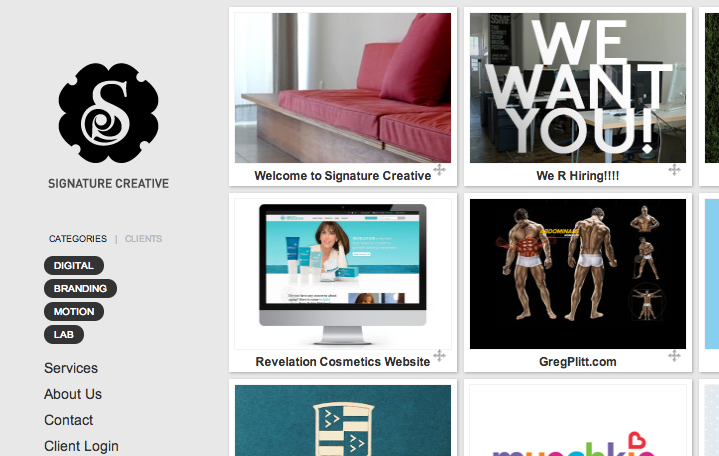 SIGNATURE CREATIVE
CATEGORIES | CLIENTS
DIGITAL
BRANDING
MOTION
LAB
Services
About Us
Contact
Client Login
Welcome to Signature Creative
WE
WANT
YOU!
We R Hiring!!!!
Revelation Cosmetics Website
ABDOMINALS
GregPlitt.com